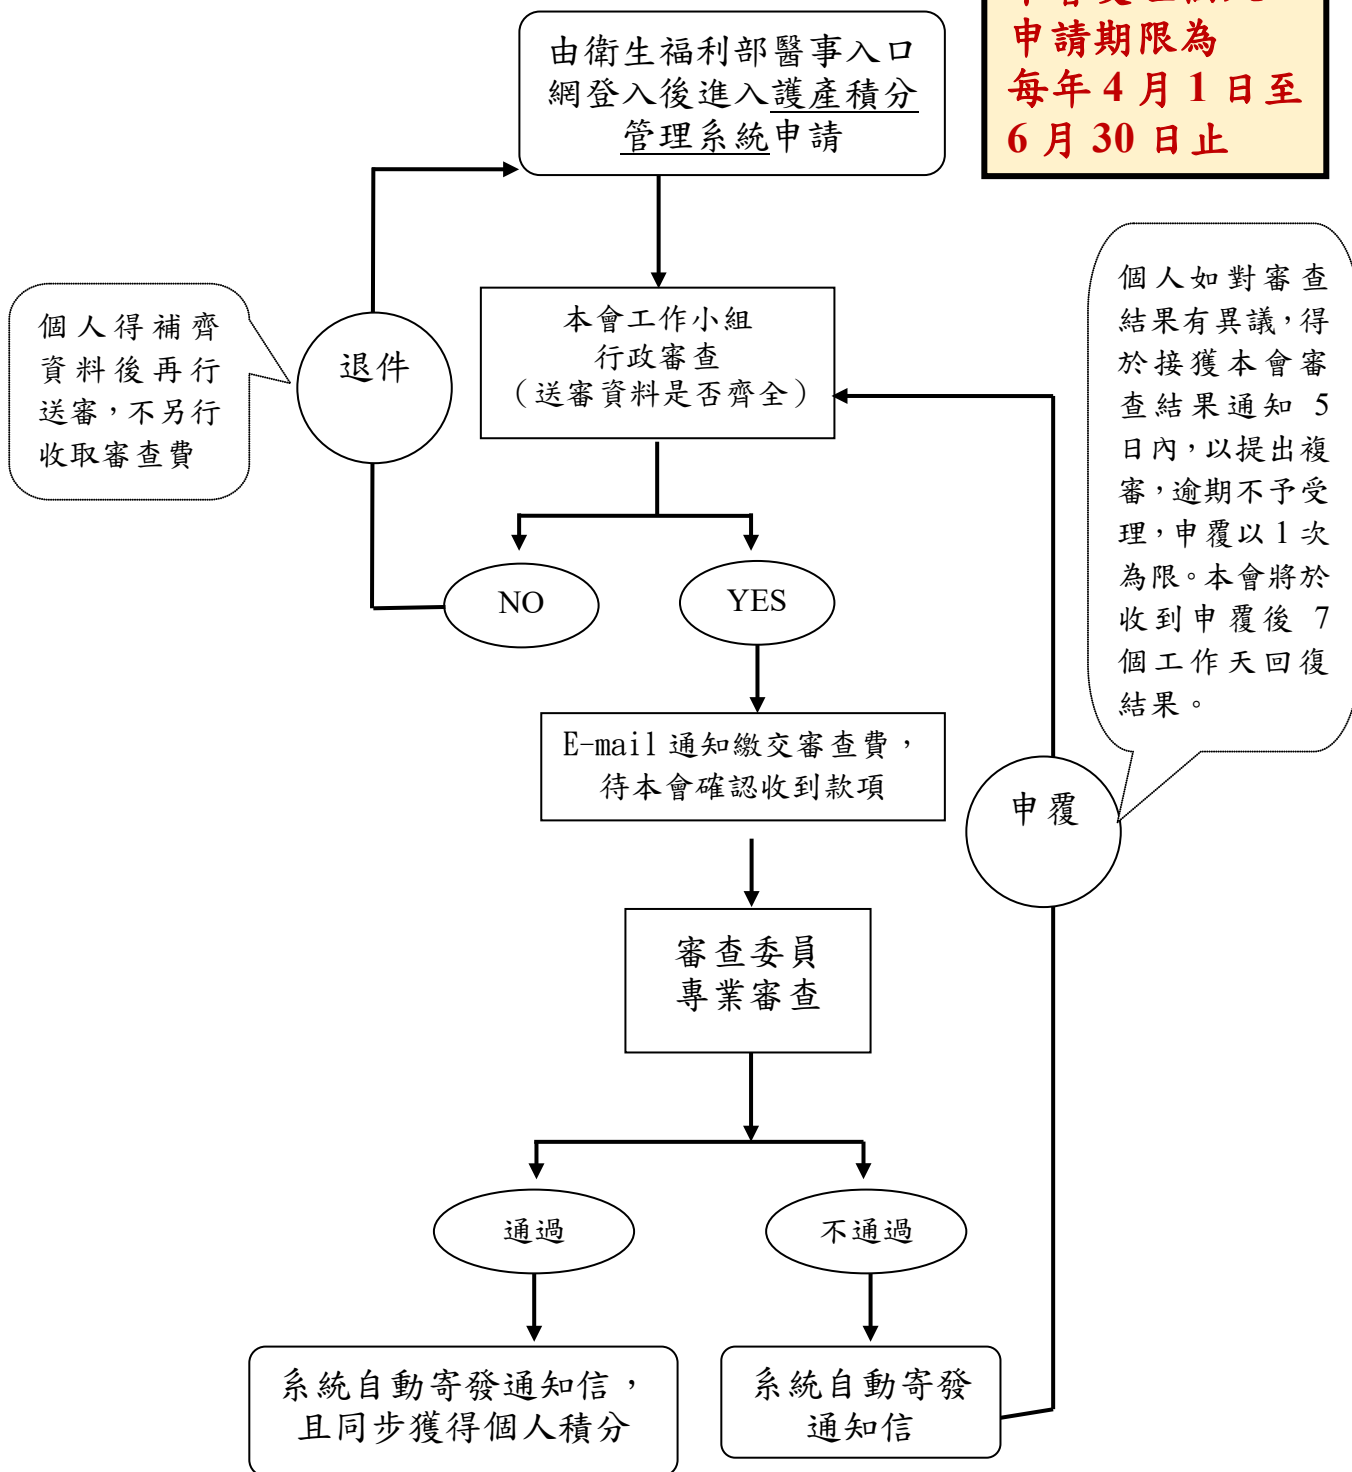 由衛生福利部醫事入口
網登入後進入護產積分
管理系統申請
申請期限為
每年 4 月 1 日至
6 月 30 日止
個人得補齊
資料後再行
送審，不另行
收取審查費
退件
本會工作小組
行政審查
（送審資料是否齊全）
個人如對審查
結果有異議，得
於接獲本會審
查結果通知 5
日內，以提出複
審，逾期不予受
理，申覆以 1 次
為限。本會將於
收到申覆後 7
個工作天回復
結果。
NO
YES
E-mail 通知繳交審查費，
待本會確認收到款項
申覆
審查委員
專業審查
通過
不通過
系統自動寄發通知信，
且同步獲得個人積分
系統自動寄發
通知信